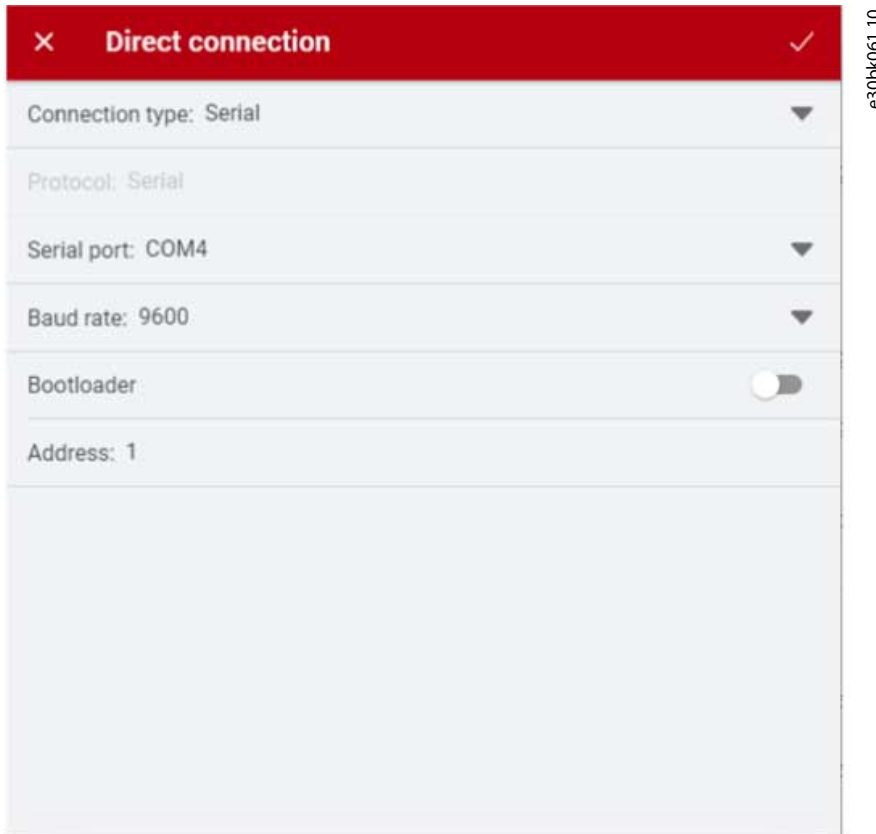 Direct connection
Connection type: Serial
Protocol: Serial
Serial port: COM4
Baud rate: 9600
Bootloader
Address: 1
e30bk061.10